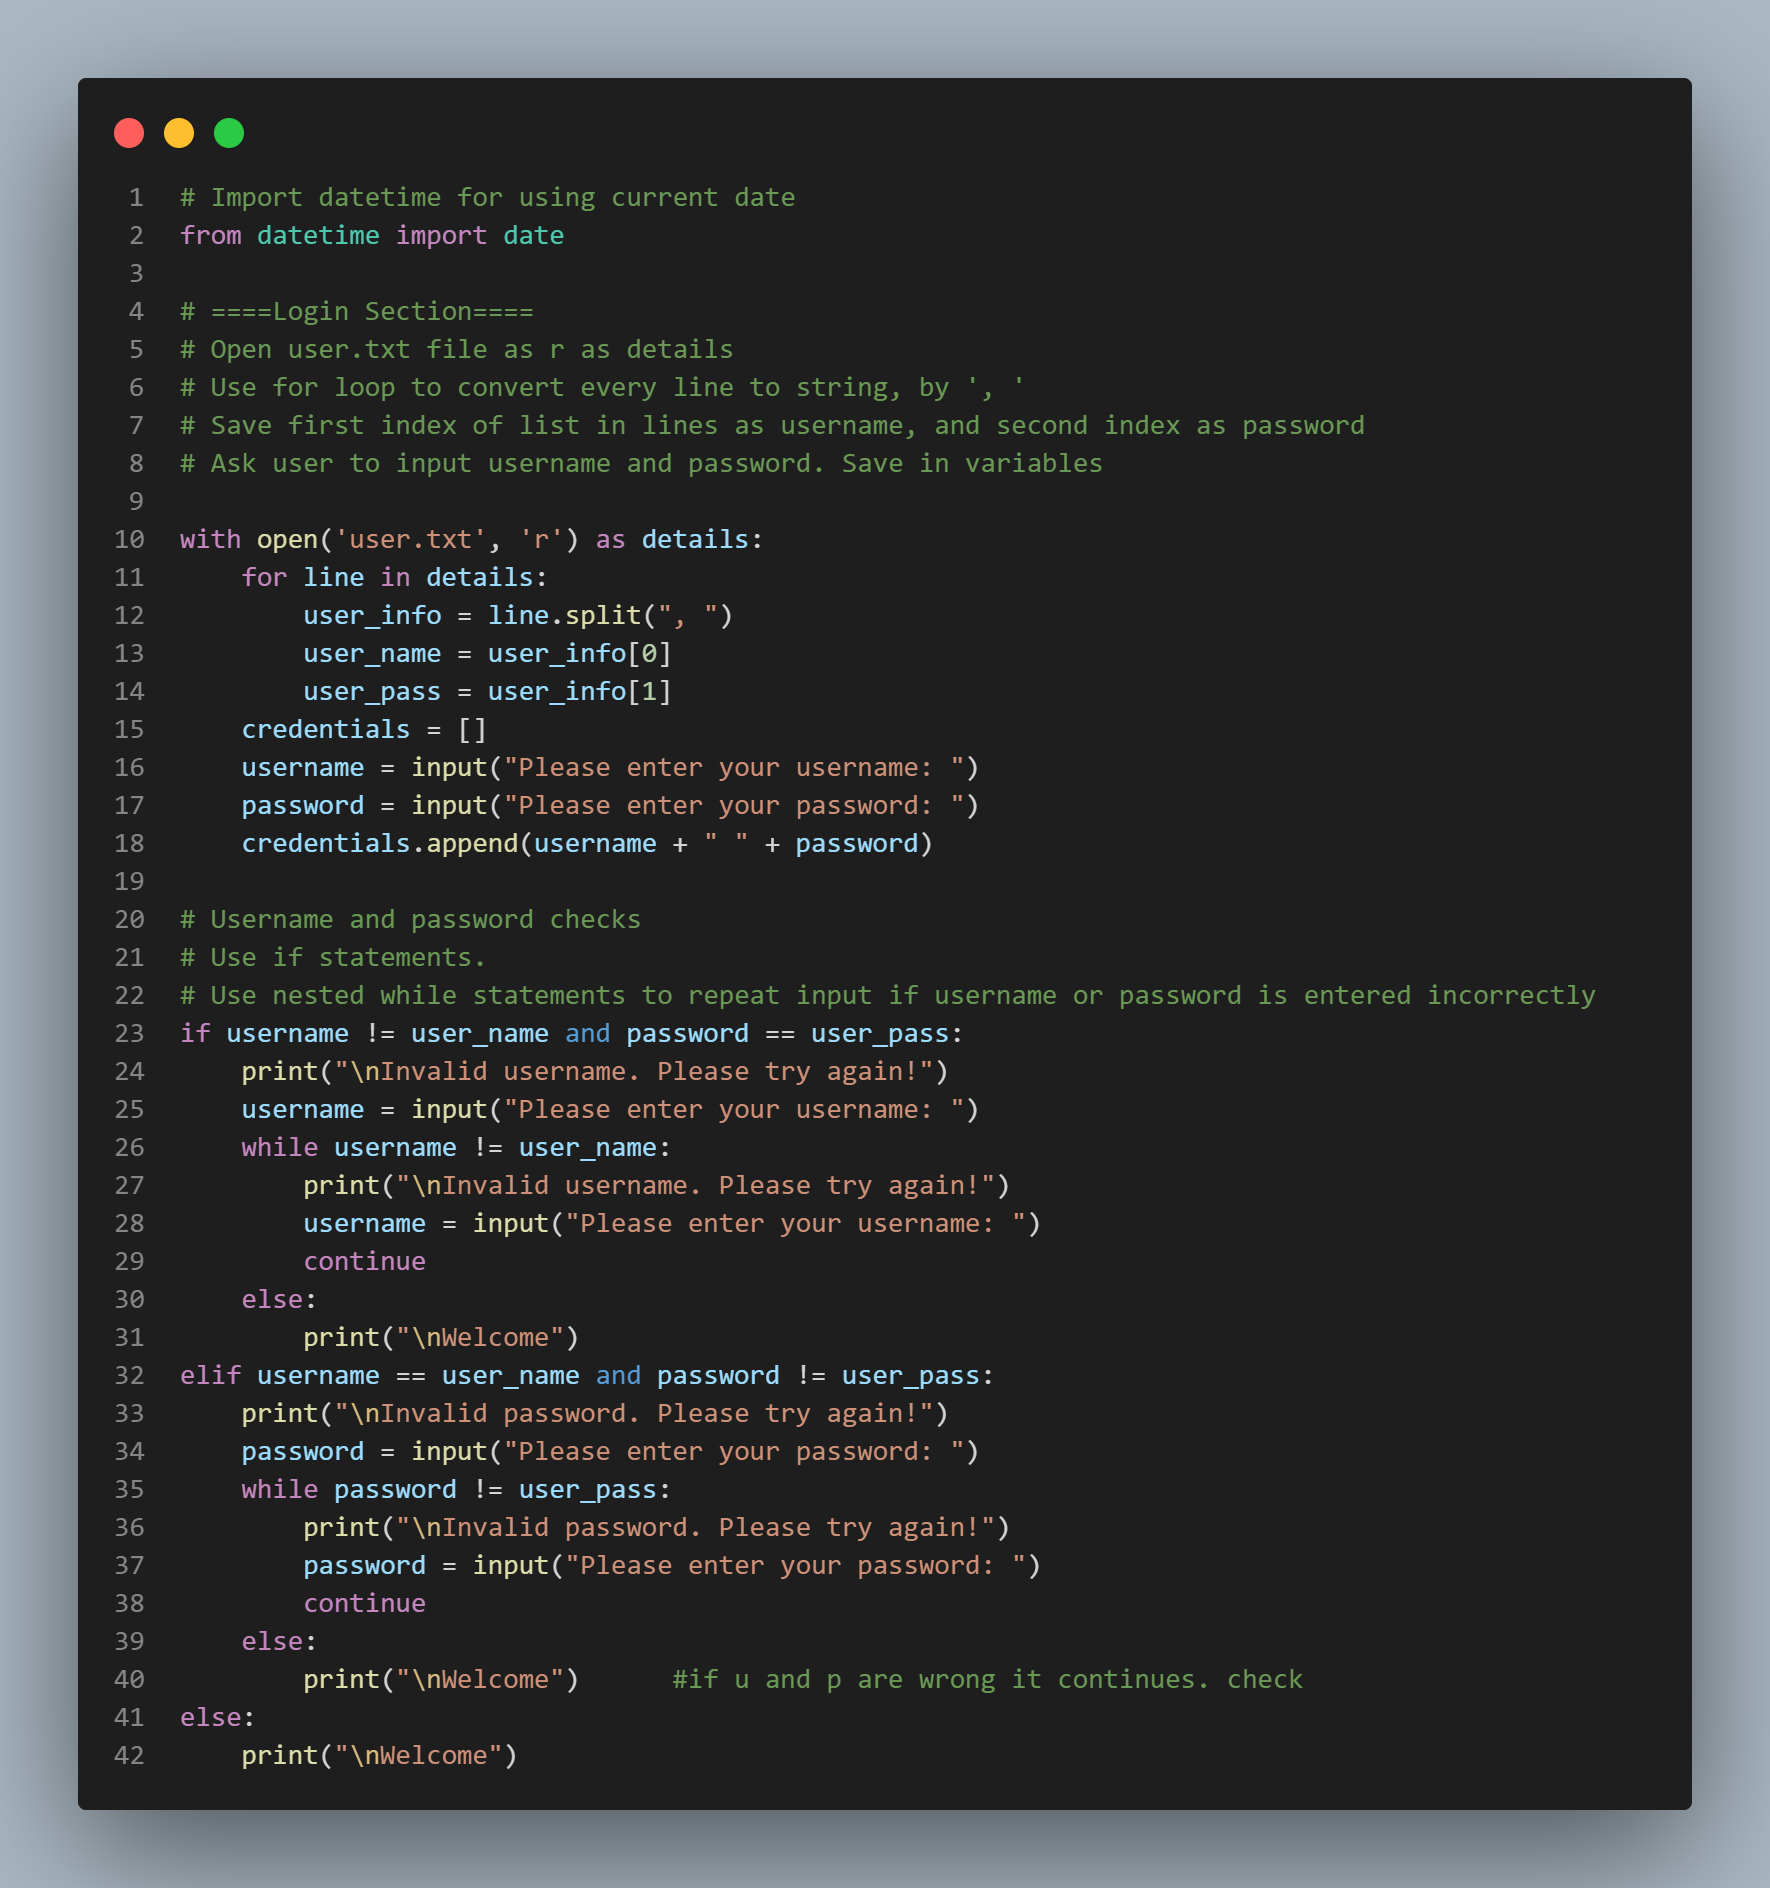 1 # Import datetime for using current date
2 from datetime import date
3
4 # ====Login Section====
5 # Open user.txt file as r as details
6 # Use for loop to convert every line to string, by ', '
7 # Save first index of list in lines as username, and second index as password
8 # Ask user to input username and password. Save in variables
9
10 with open('user.txt', 'r') as details:
11     for line in details:
12         user_info = line.split(", ")
13         user_name = user_info[0]
14         user_pass = user_info[1]
15     credentials = []
16     username = input("Please enter your username: ")
17     password = input("Please enter your password: ")
18     credentials.append(username + " " + password)
19
20 # Username and password checks
21 # Use if statements.
22 # Use nested while statements to repeat input if username or password is entered incorrectly
23 if username != user_name and password == user_pass:
24     print("\nInvalid username. Please try again!")
25     username = input("Please enter your username: ")
26     while username != user_name:
27         print("\nInvalid username. Please try again!")
28         username = input("Please enter your username: ")
29         continue
30     else:
31         print("\nWelcome")
32 elif username == user_name and password != user_pass:
33     print("\nInvalid password. Please try again!")
34     password = input("Please enter your password: ")
35     while password != user_pass:
36         print("\nInvalid password. Please try again!")
37         password = input("Please enter your password: ")
38         continue
39     else:
40         print("\nWelcome")      #if u and p are wrong it continues. check
41 else:
42     print("\nWelcome")